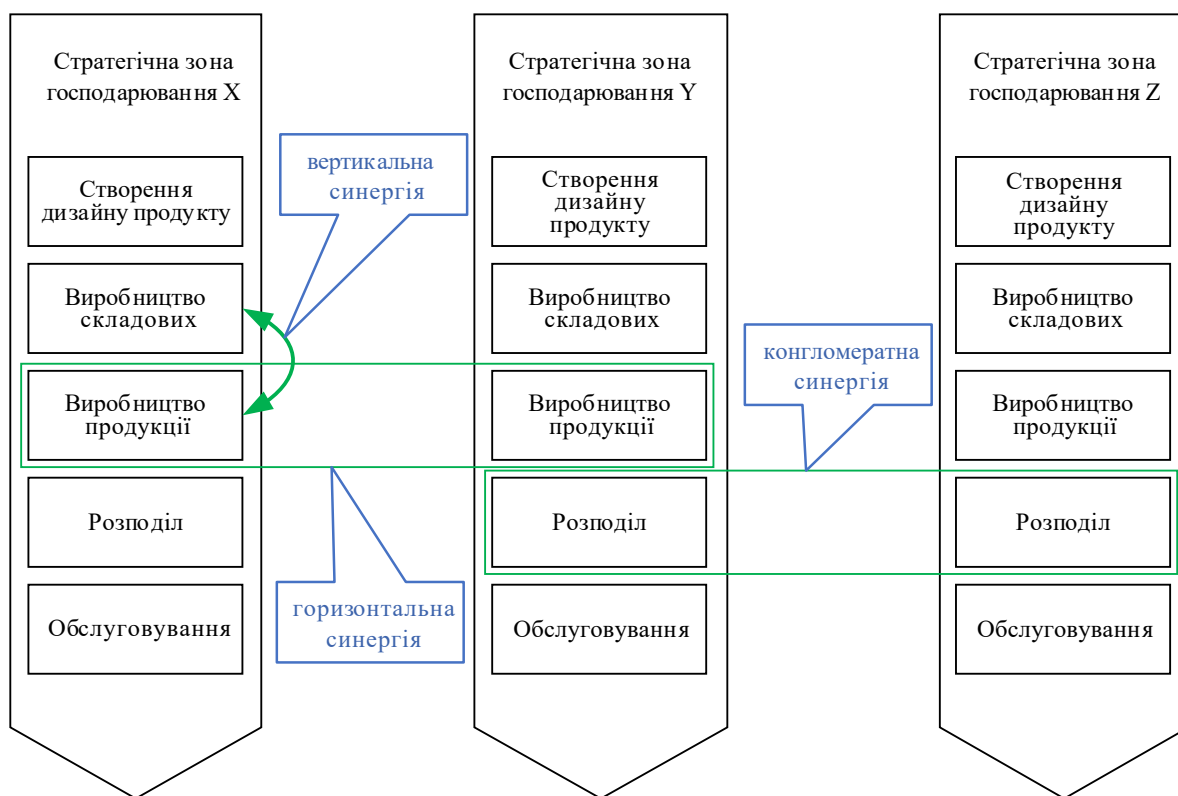 Стратегічна зона
господарювання X
Створення
дизайну продукту
Виробництво
складових
Виробництво
продукції
Розподіл
Обслуговування
вертикальна
синергія
горизонтальна
синергія
Стратегічна зона
господарювання Y
Створення
дизайну
продукту
Виробництво
складових
Виробництво
продукції
Розподіл
Обслуговування
конгломератна
синергія
Стратегічна зона
господарювання Z
Створення
дизайну
продукту
Виробництво
складових
Виробництво
продукції
Розподіл
Обслуговування